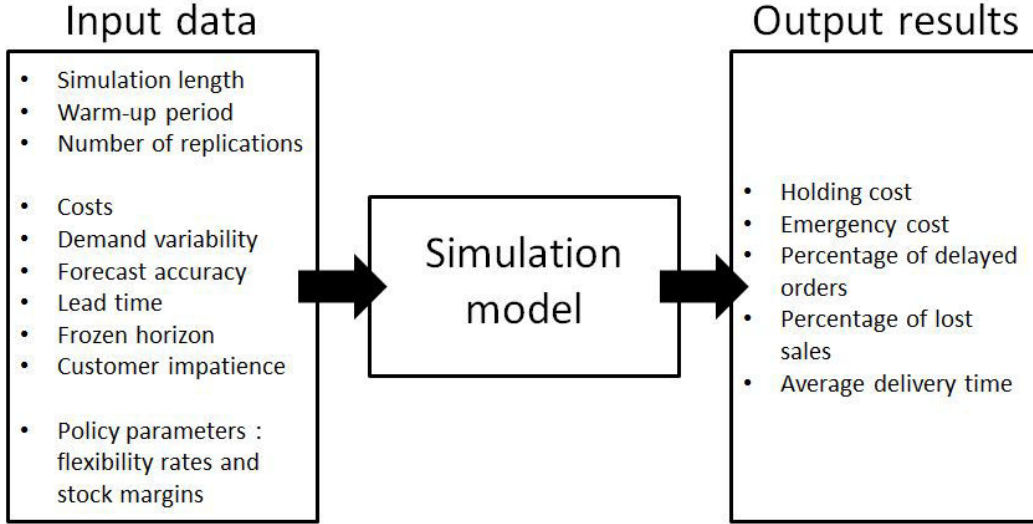 Input data
• Simulation length
• Warm-up period
• Number of replications
• Costs
• Demand variability
• Forecast accuracy
• Lead time
• Frozen horizon
• Customer impatience
• Policy parameters :
flexibility rates and
stock margins
Simulation
model
Output results
• Holding cost
• Emergency cost
• Percentage of delayed
orders
• Percentage of lost
sales
• Average delivery time